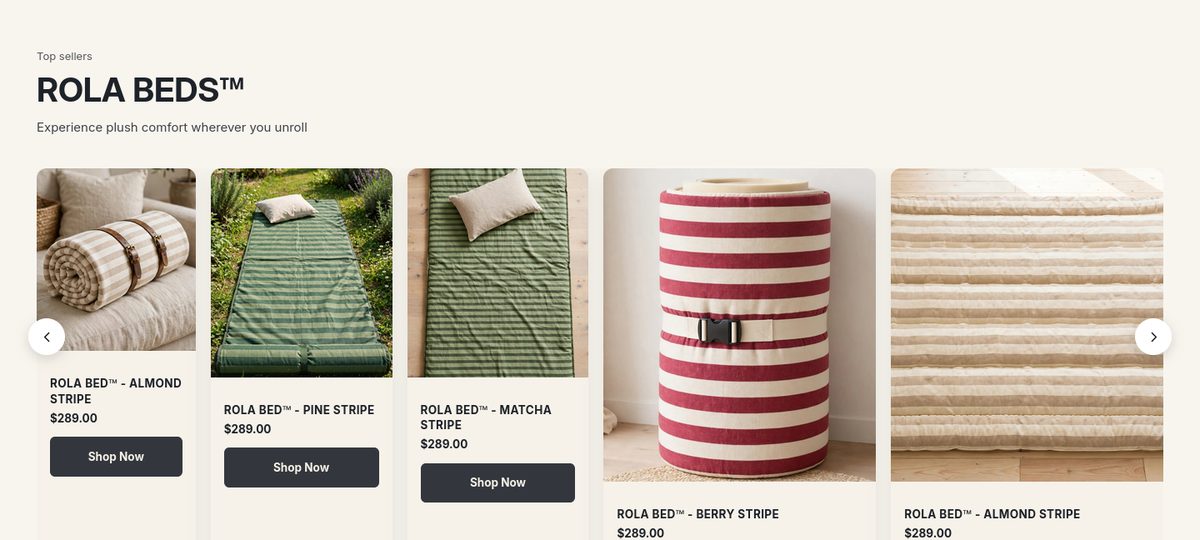 Top sellers
ROLA BEDS™
Experience plush comfort wherever you unroll
ROLA BED™ - ALMOND
STRIPE
$289.00
Shop Now
ROLA BED™ - PINE STRIPE
$289.00
Shop Now
ROLA BED™ - MATCHA
STRIPE
$289.00
Shop Now
ROLA BED™ - BERRY STRIPE
$289.00
ROLA BED™ - ALMOND STRIPE
$289.00